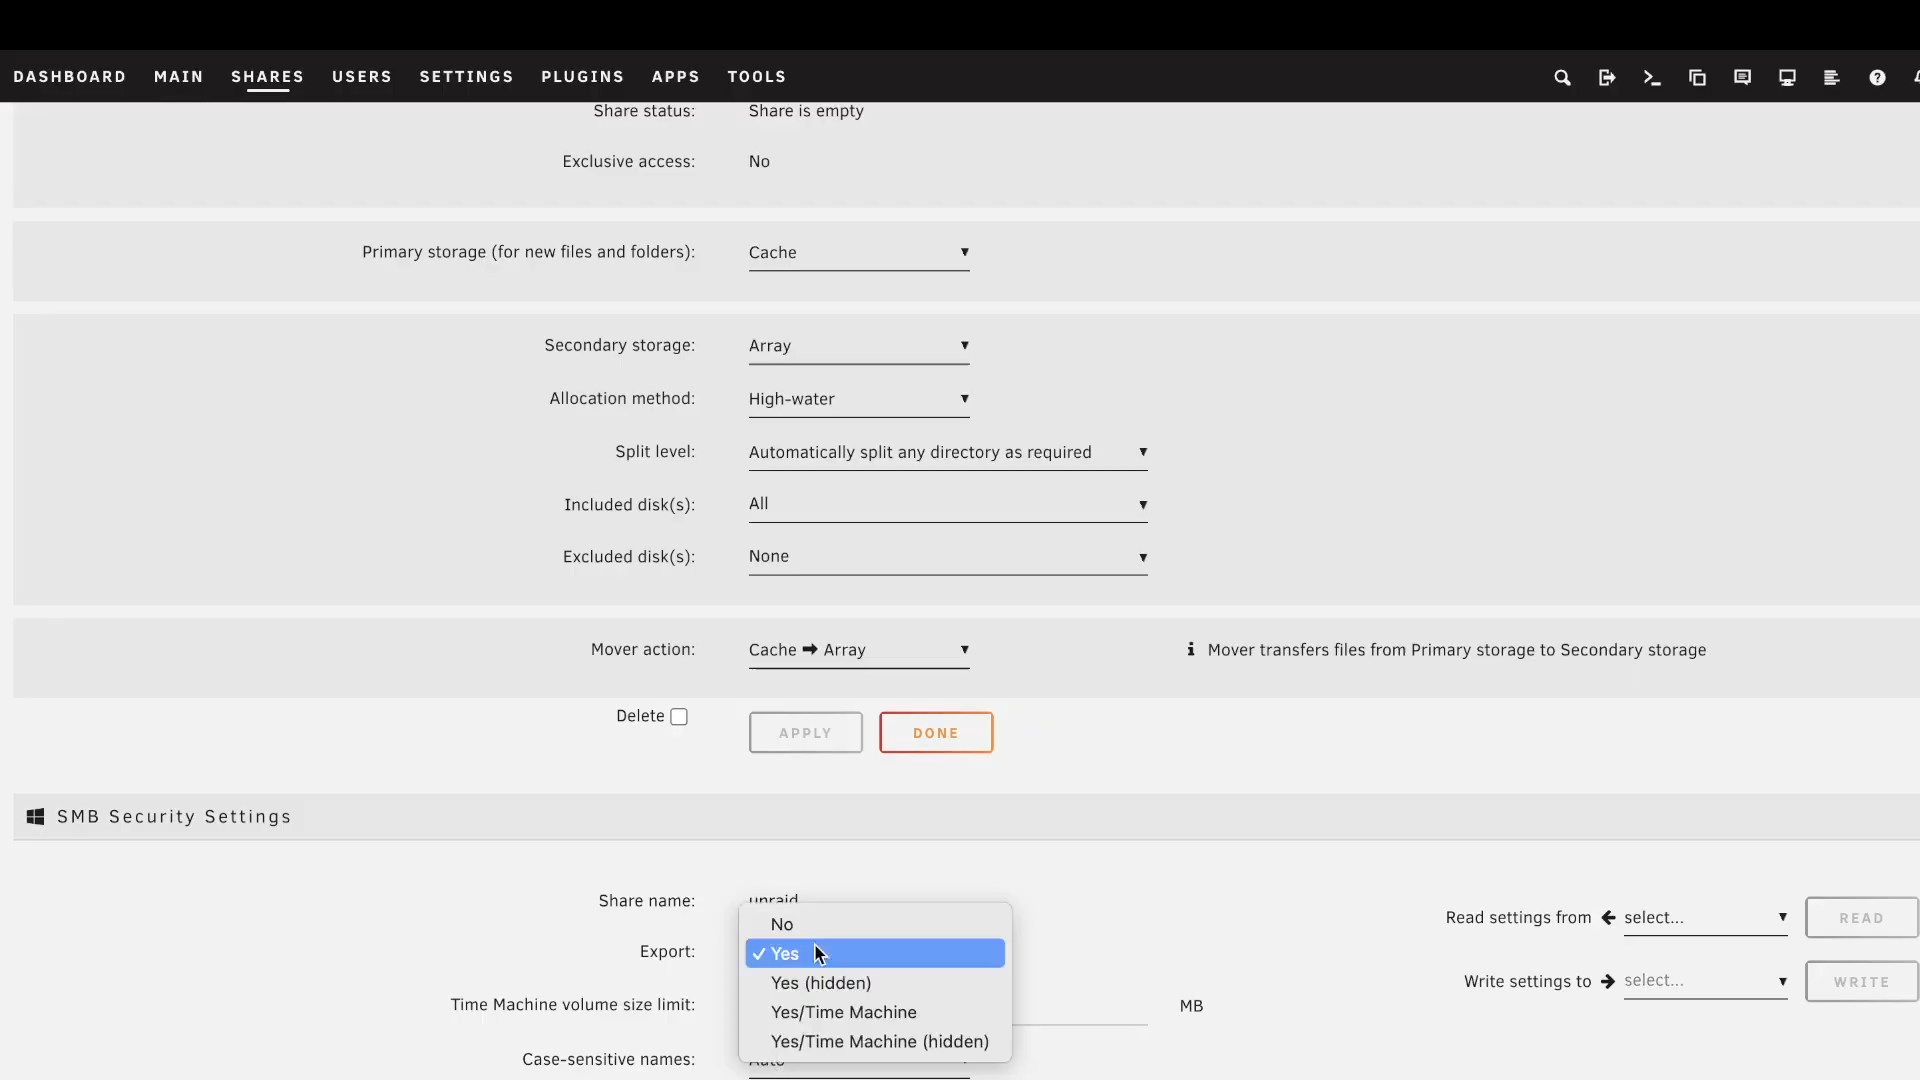 DASHBOARD MAIN SHARES USERS SETTINGS PLUGINS APPS TOOLS
Share status: Share is empty
Exclusive access: No
Primary storage (for new files and folders): Cache
Secondary storage: Array
Allocation method: High-water
Split level: Automatically split any directory as required
Included disk(s): All
Excluded disk(s): None
Mover action: Cache ➡ Array
Mover transfers files from Primary storage to Secondary storage
Delete
APPLY DONE
SMB Security Settings
Share name: unraid
Read settings from select... READ
Export:
No
Yes
Yes (hidden)
Yes/Time Machine
Yes/Time Machine (hidden)
Write settings to select... WRITE
Time Machine volume size limit: MB
Case-sensitive names: Auto